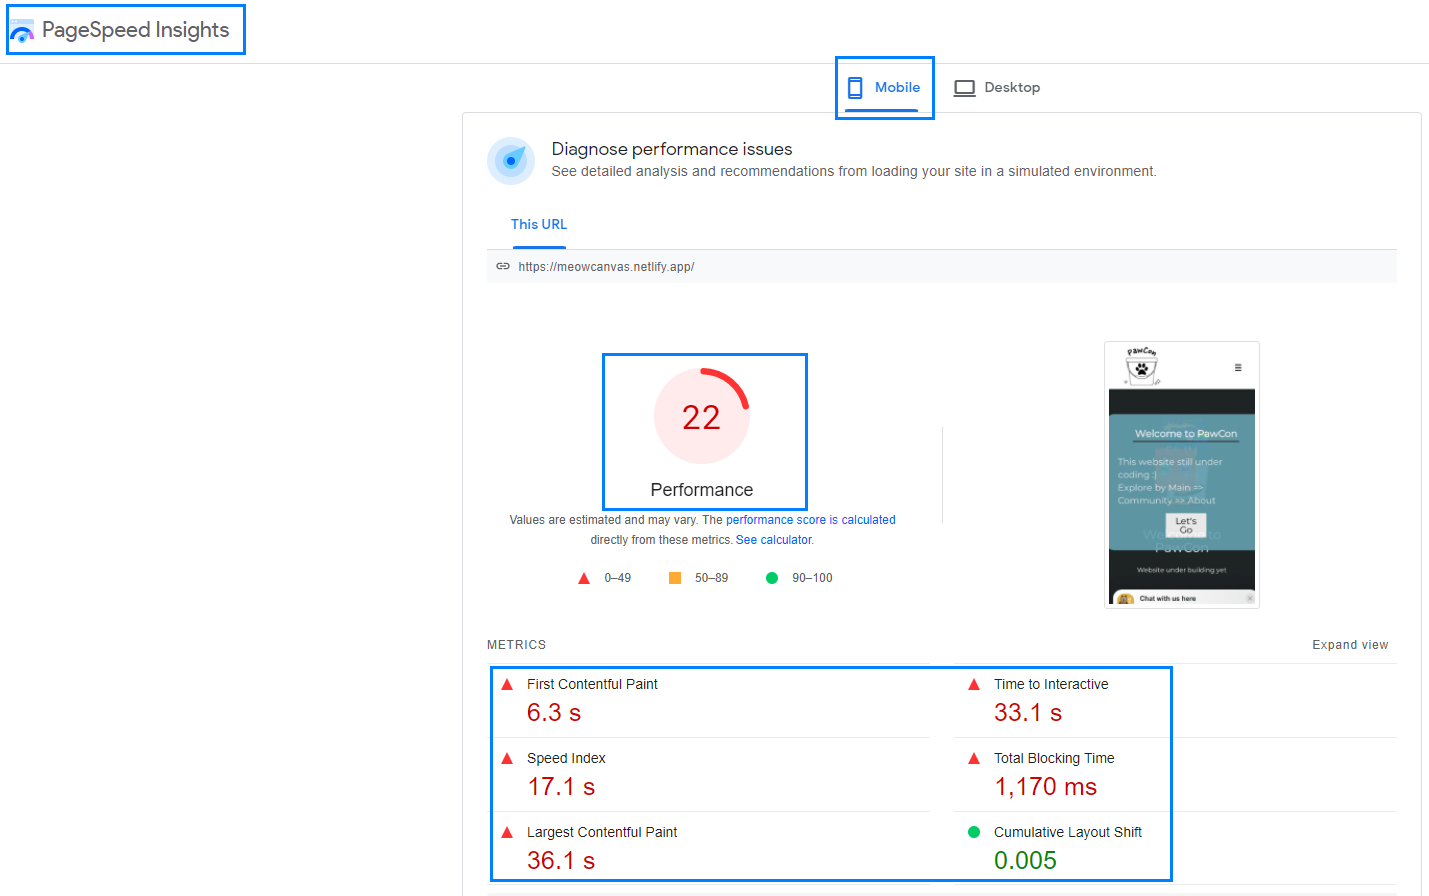 PageSpeed Insights
Mobile
Desktop
Diagnose performance issues
See detailed analysis and recommendations from loading your site in a simulated environment.
This URL
https://meowcanvas.netlify.app/
22
Performance
Values are estimated and may vary. The performance score is calculated
directly from these metrics. See calculator.
0–49
50–89
90–100
PawCon
Welcome to PawCon
This website still under
coding :)
Explore by Main =>
Community => About
Let's
Go
Welcome to
PawCon
Website under building yet
Chat with us here
METRICS
Expand view
First Contentful Paint
6.3 s
Time to Interactive
33.1 s
Speed Index
17.1 s
Total Blocking Time
1,170 ms
Largest Contentful Paint
36.1 s
Cumulative Layout Shift
0.005